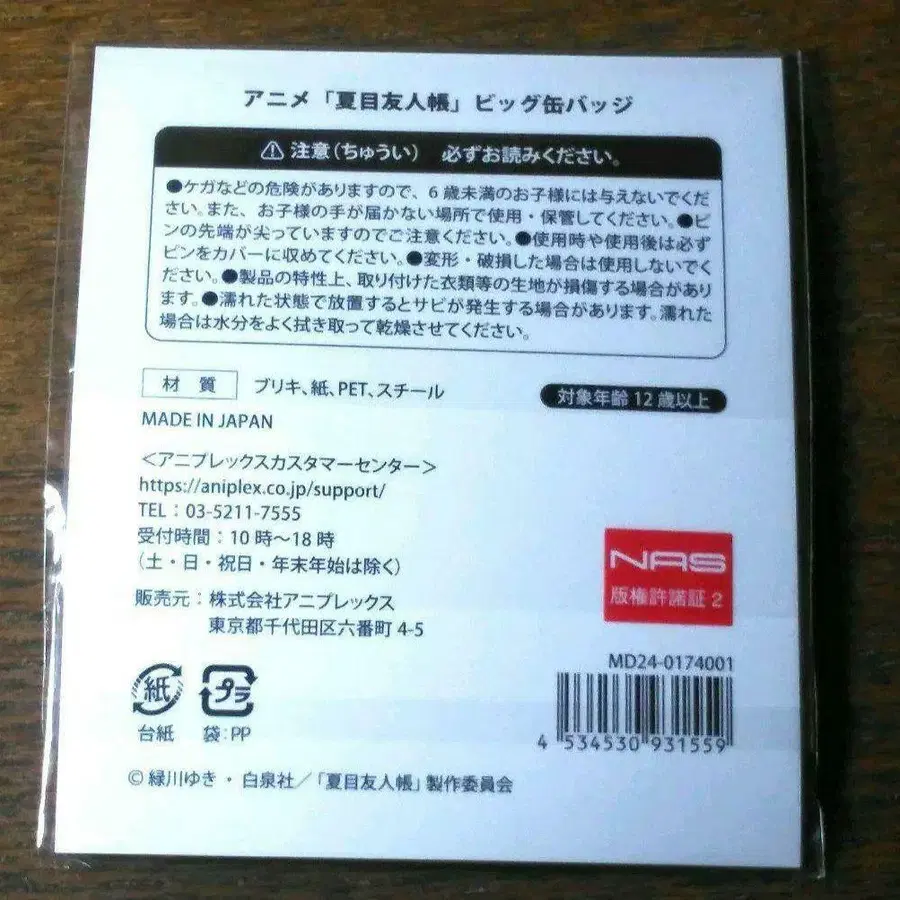 アニメ「夏目友人帳」ビッグ缶バッジ
⚠ 注意（ちゅうい） 必ずお読みください。
●ケガなどの危険がありますので、6歳未満のお子様には与えないでくだ
さい。また、お子様の手が届かない場所で使用・保管してください。●ピ
ンの先端が尖っていますのでご注意ください。●使用時や使用後は必ず
ピンをカバーに収めてください。●変形・破損した場合は使用しないでく
ださい。●製品の特性上、取り付けた衣類等の生地が損傷する場合があり
ます。●濡れた状態で放置するとサビが発生する場合があります。濡れた
場合は水分をよく拭き取って乾燥させてください。
材質 ブリキ、紙、PET、スチール
対象年齢12歳以上
MADE IN JAPAN
＜アニプレックスカスタマーセンター＞
https://aniplex.co.jp/support/
TEL：03-5211-7555
受付時間：10時〜18時
（土・日・祝日・年末年始は除く）
販売元：株式会社アニプレックス
東京都千代田区六番町 4-5
NAS
版権許諾証 2
MD24-0174001
4 534530 931559
紙 プラ
台紙 袋:PP
© 緑川ゆき・白泉社／「夏目友人帳」製作委員会